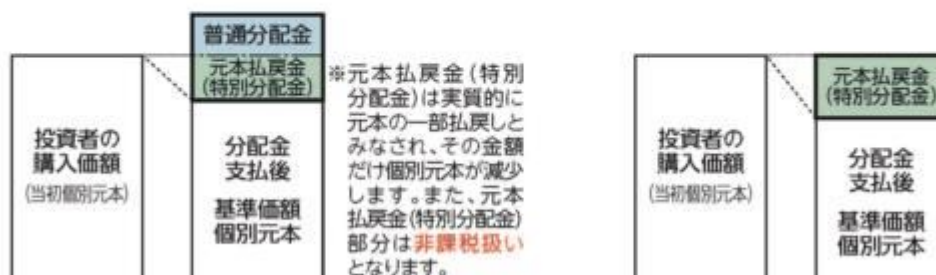 普通分配金
元本払戻金
(特別分配金)
投資者の
購入価額
(当初個別元本)
分配金
支払後
基準価額
個別元本
※元本払戻金(特別
分配金)は実質的に
元本の一部払戻しと
みなされ、その金額
だけ個別元本が減少
します。また、元本
払戻金(特別分配金)
部分は非課税扱い
となります。
元本払戻金
(特別分配金)
投資者の
購入価額
(当初個別元本)
分配金
支払後
基準価額
個別元本